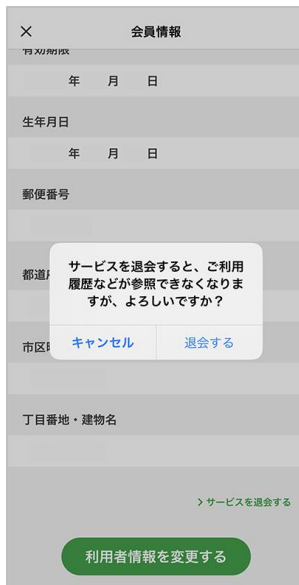 会員情報
有効期限
年 月 日
生年月日
年 月 日
郵便番号
都道
サービスを退会すると、ご利用
履歴などが参照できなくなりま
すが、よろしいですか？
キャンセル 退会する
市区
丁目番地・建物名
サービスを退会する
利用者情報を変更する